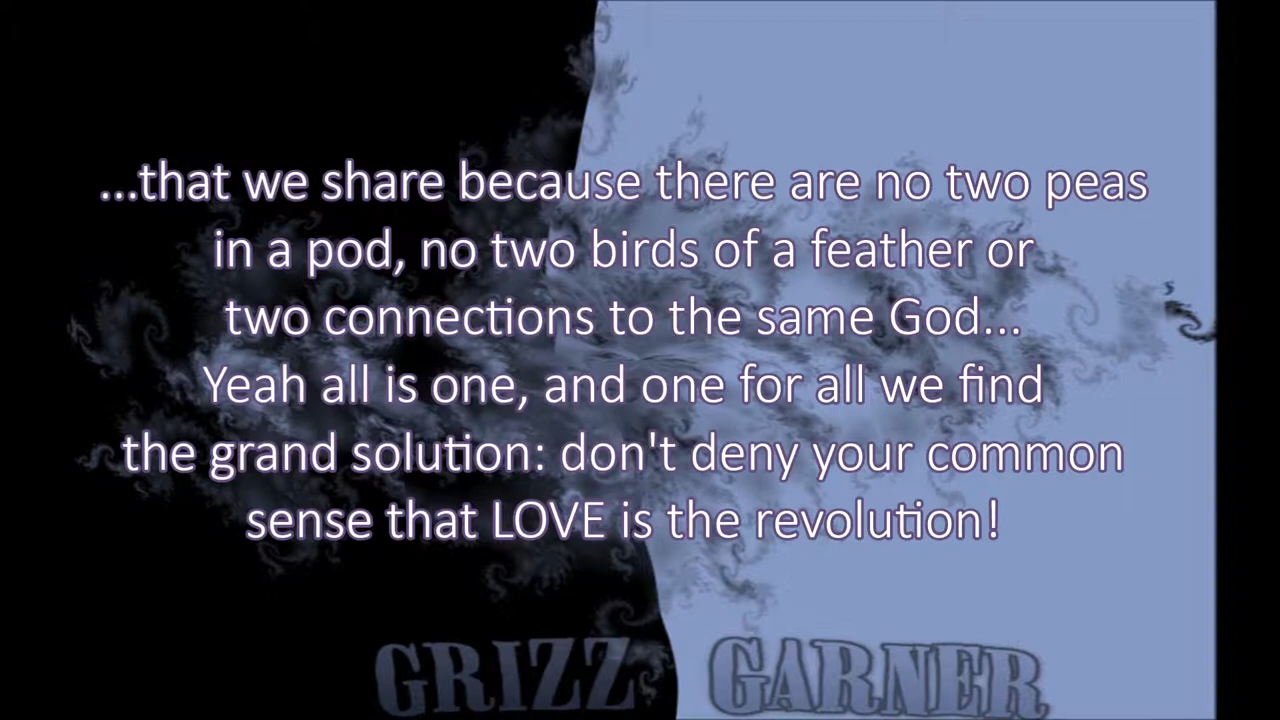 ...that we share because there are no two peas
in a pod, no two birds of a feather or
two connections to the same God...
Yeah all is one, and one for all we find
the grand solution: don't deny your common
sense that LOVE is the revolution!
GRIZZ GARNER